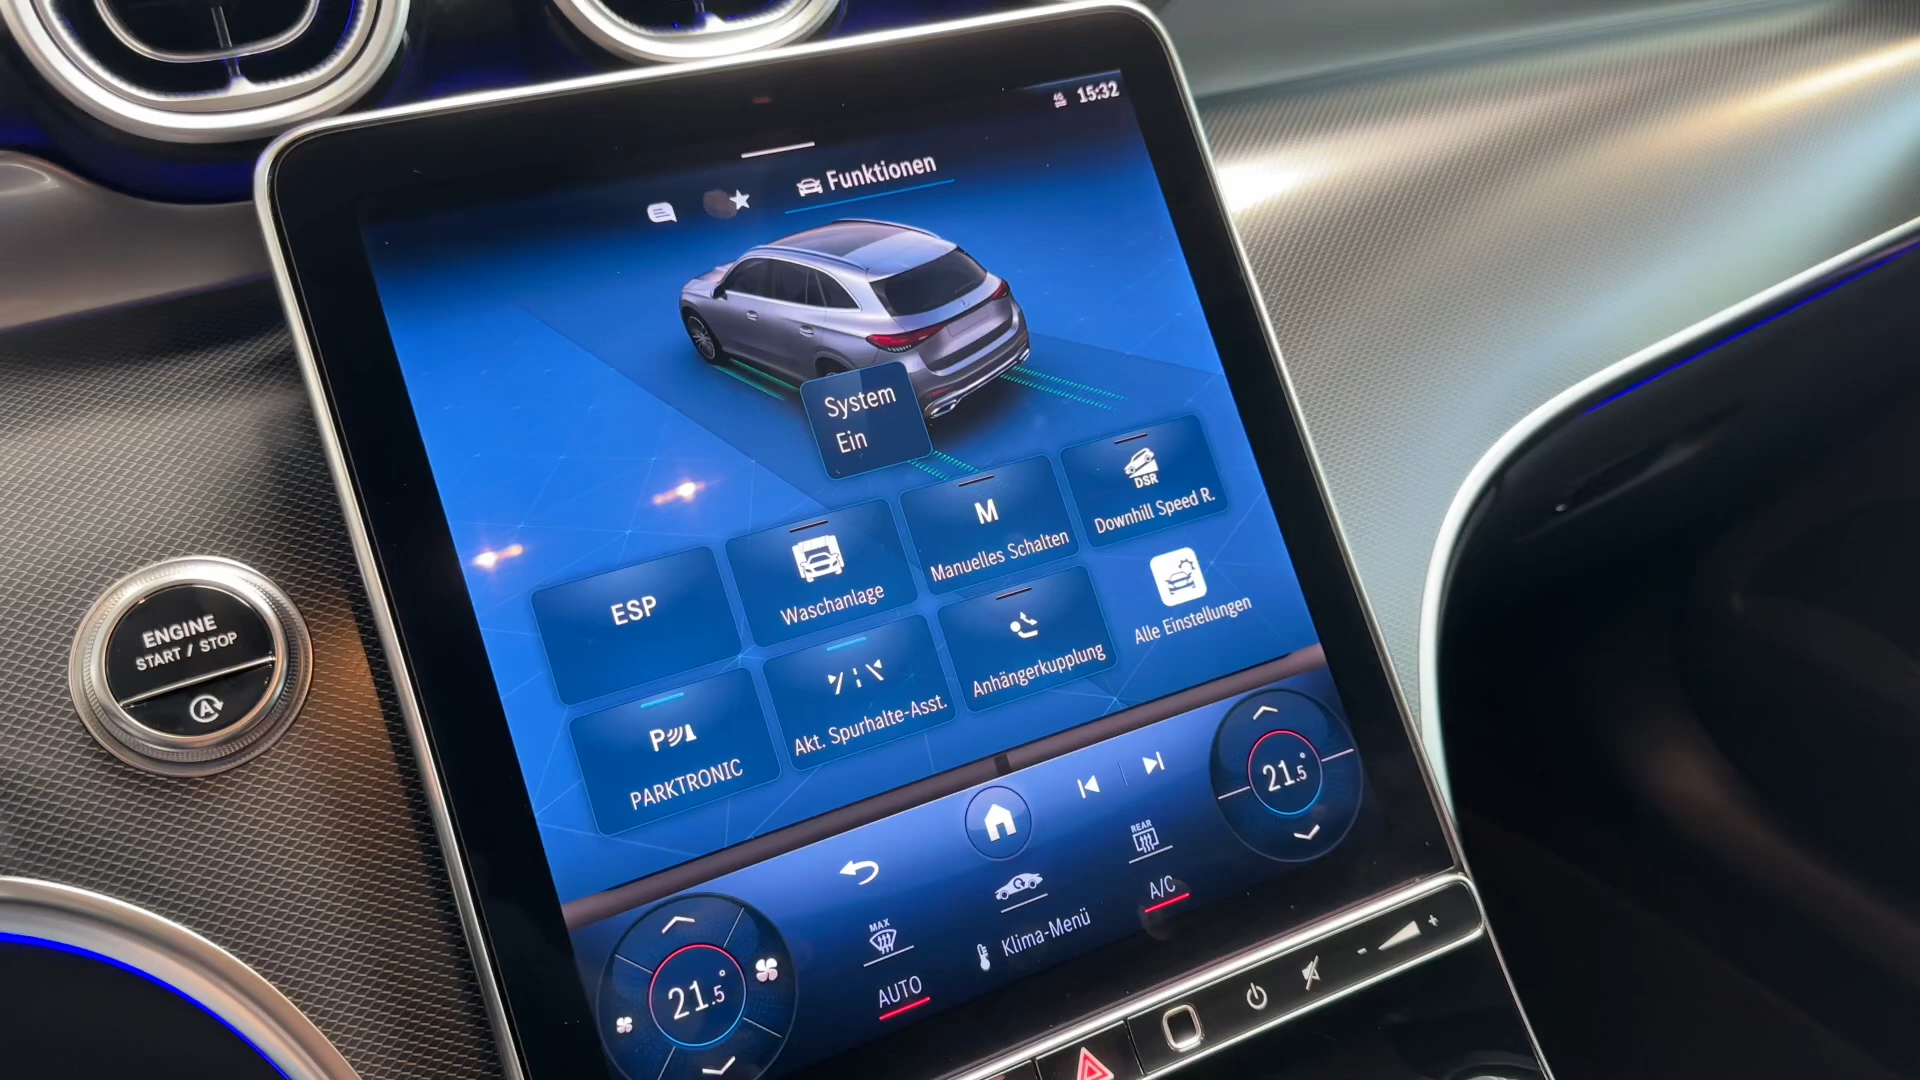 15:32
Funktionen
System
Ein
ESP
Waschanlage
M
Manuelles Schalten
DSR
Downhill Speed R.
P
PARKTRONIC
Akt. Spurhalte-Asst.
Anhängerkupplung
Alle Einstellungen
ENGINE
START / STOP
A
21.5°
REAR
MAX
A/C
Klima-Menü
AUTO
21.5°
- +